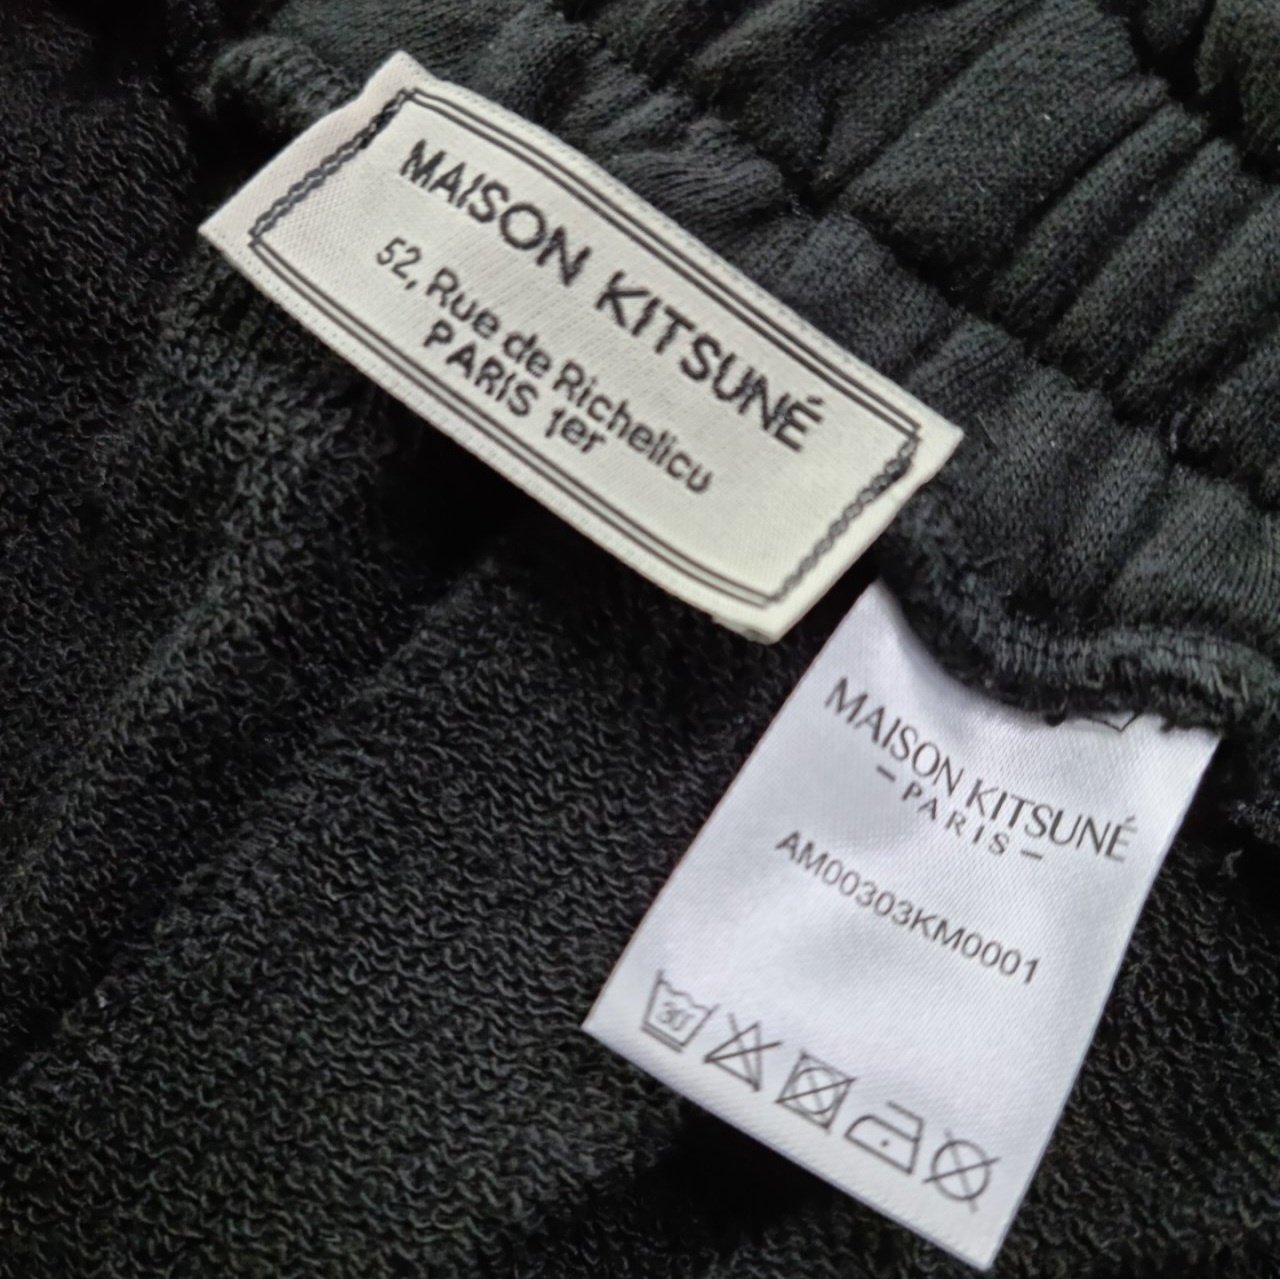 MAISON KITSUNÉ
52, Rue de Richelicu
PARIS 1er
MAISON KITSUNÉ
- PARIS -
AM00303KM0001
30°